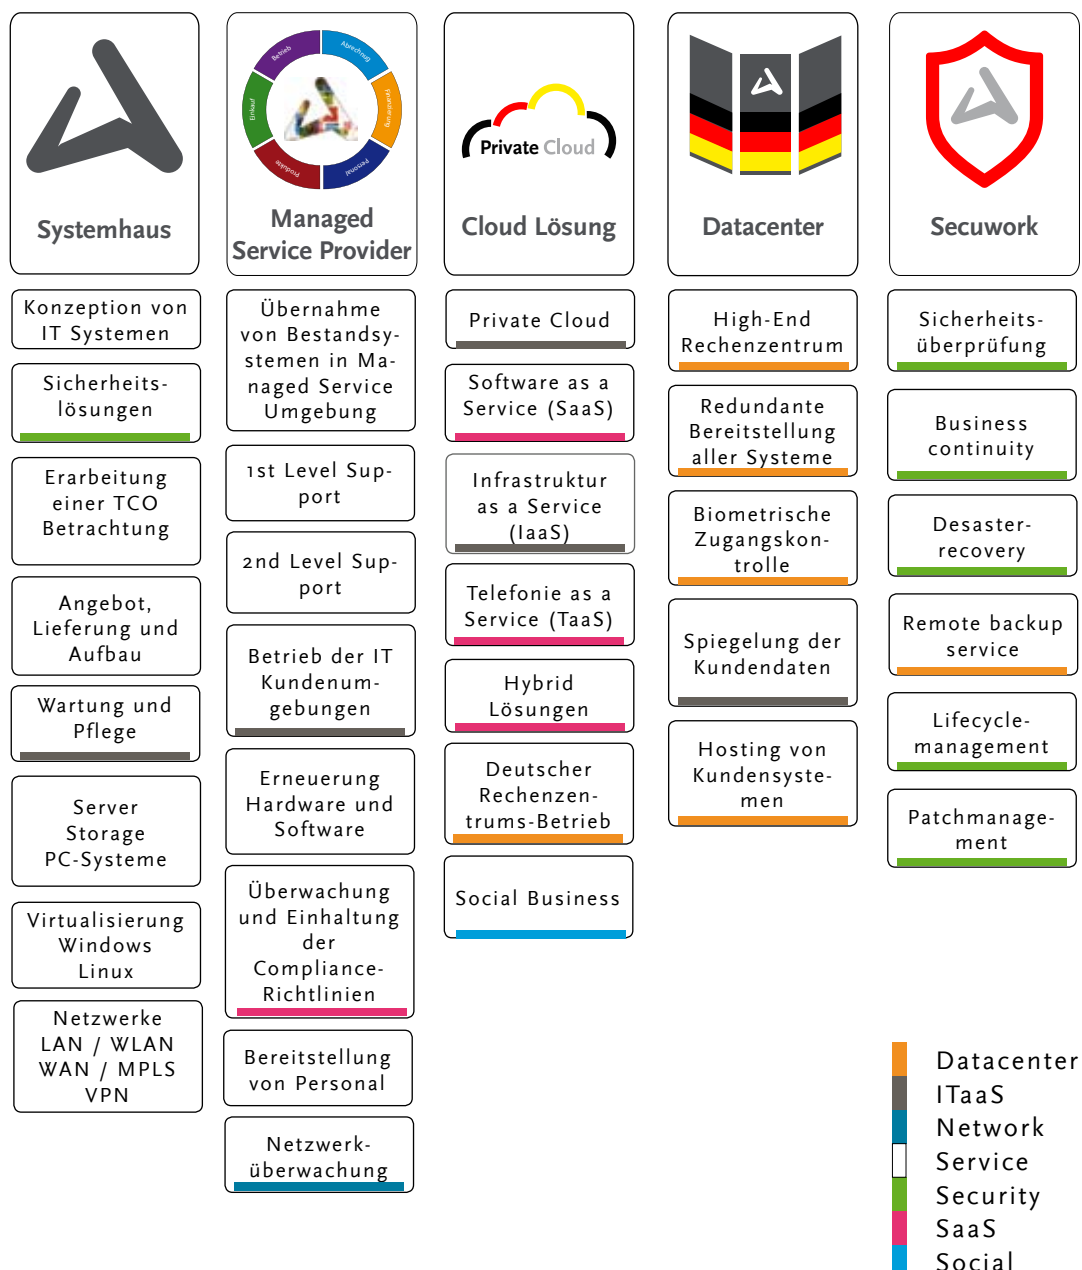 Systemhaus
Konzeption von
IT Systemen
Sicherheits-
lösungen
Erarbeitung
einer TCO
Betrachtung
Angebot,
Lieferung und
Aufbau
Wartung und
Pflege
Server
Storage
PC-Systeme
Virtualisierung
Windows
Linux
Netzwerke
LAN / WLAN
WAN / MPLS
VPN
Betrieb
Abrechnug
Einkauf
Finanzierung
Produkte
Personal
Managed
Service Provider
Übernahme
von Bestandsy-
stemen in Ma-
naged Service
Umgebung
1st Level Sup-
port
2nd Level Sup-
port
Betrieb der IT
Kundenum-
gebungen
Erneuerung
Hardware und
Software
Überwachung
und Einhaltung
der
Compliance-
Richtlinien
Bereitstellung
von Personal
Netzwerk-
überwachung
Private Cloud
Cloud Lösung
Private Cloud
Software as a
Service (SaaS)
Infrastruktur
as a Service
(IaaS)
Telefonie as a
Service (TaaS)
Hybrid
Lösungen
Deutscher
Rechenzen-
trums-Betrieb
Social Business
Datacenter
High-End
Rechenzentrum
Redundante
Bereitstellung
aller Systeme
Biometrische
Zugangskon-
trolle
Spiegelung der
Kundendaten
Hosting von
Kundensyste-
men
Secuwork
Sicherheits-
überprüfung
Business
continuity
Desaster-
recovery
Remote backup
service
Lifecycle-
management
Patchmanage-
ment
Datacenter
ITaaS
Network
Service
Security
SaaS
Social